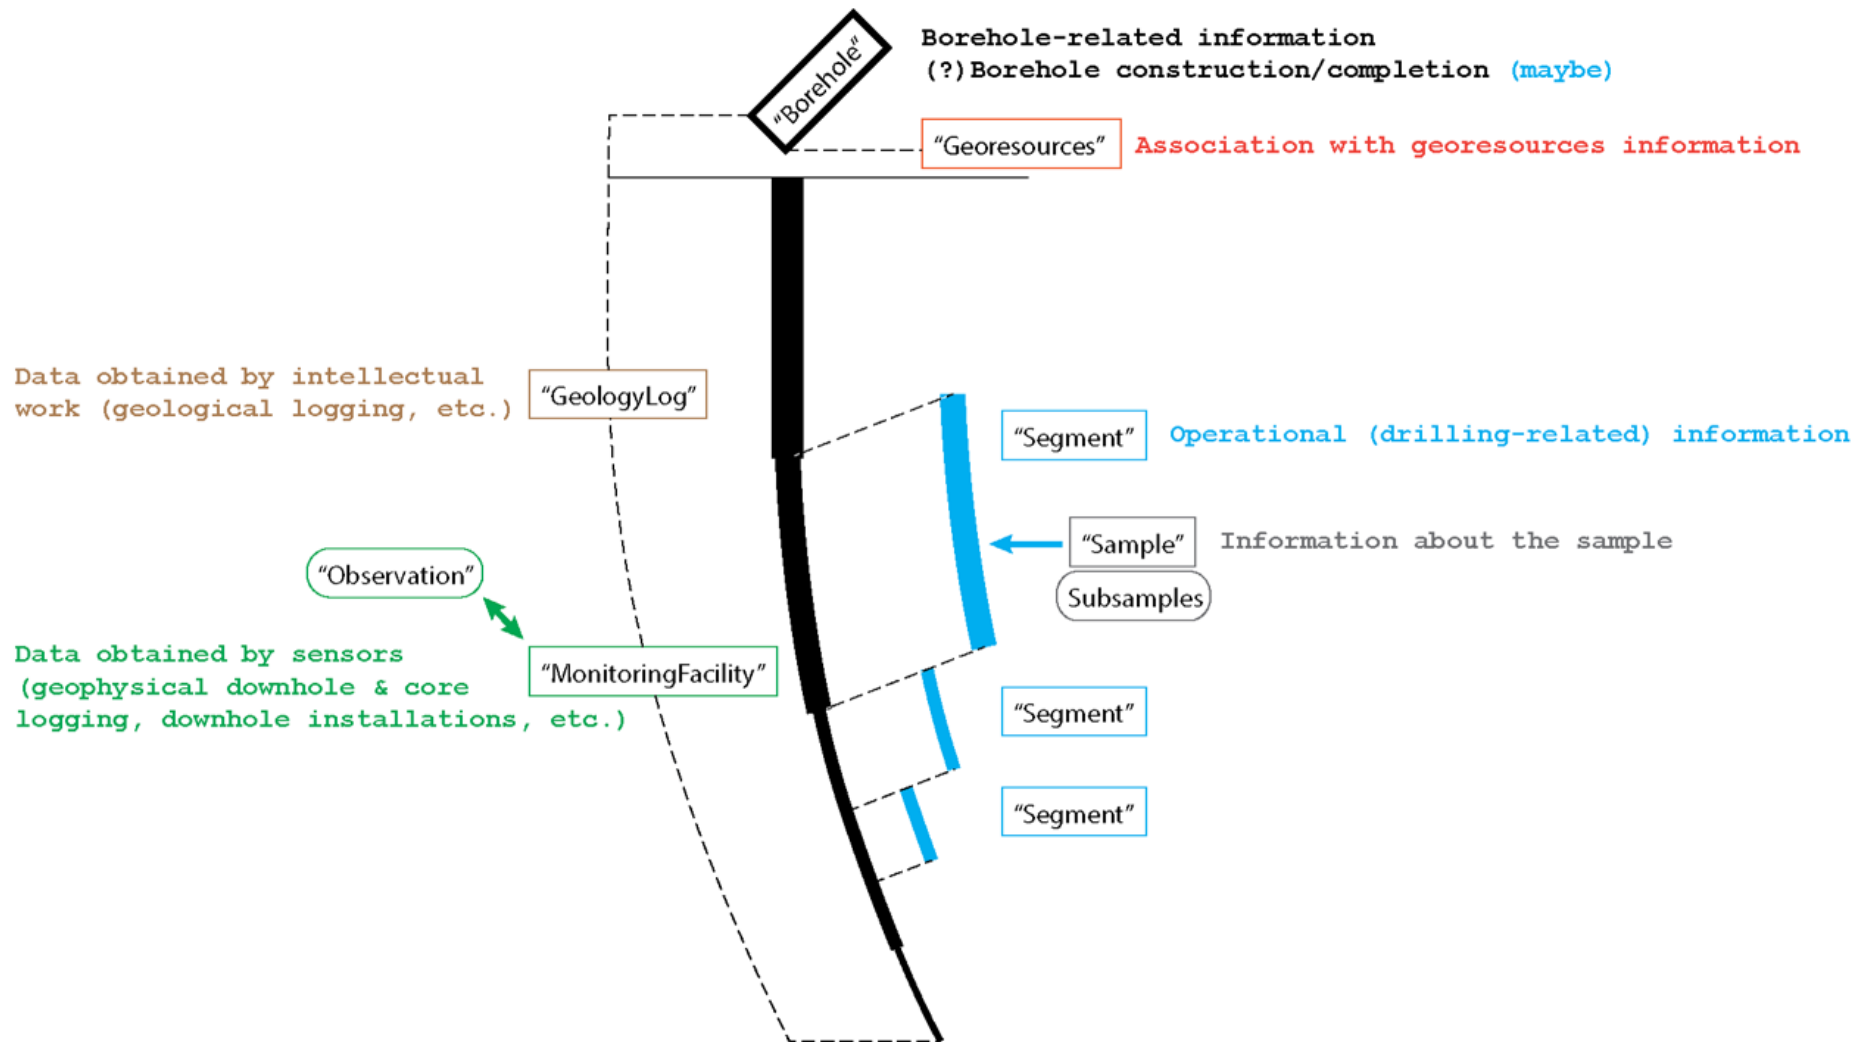 “Borehole”
Borehole-related information
(?)Borehole construction/completion (maybe)
“Georesources”
Association with georesources information
Data obtained by intellectual
work (geological logging, etc.)
“GeologyLog”
“Segment”
Operational (drilling-related) information
“Sample”
Information about the sample
Subsamples
“Observation”
Data obtained by sensors
(geophysical downhole & core
logging, downhole installations, etc.)
“MonitoringFacility”
“Segment”
“Segment”